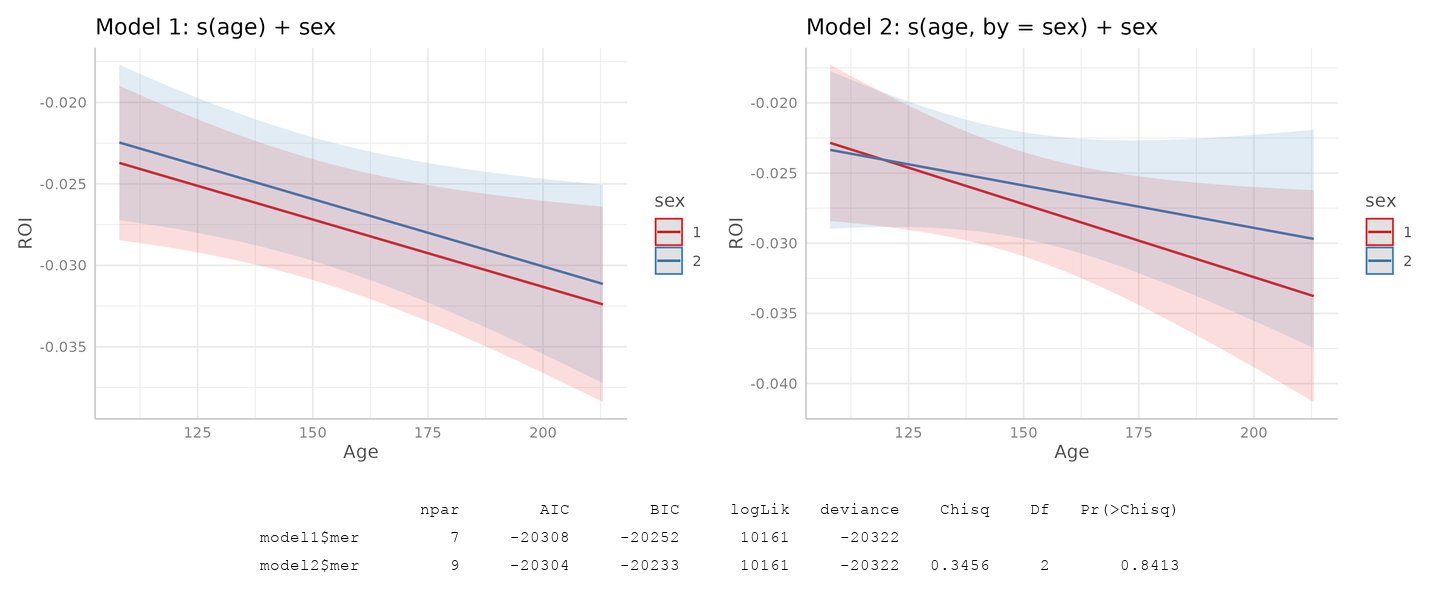 Model 1: s(age) + sex
-0.020
-0.025
-0.030
-0.035
ROI
125 150 175 200
Age
sex
1
2
Model 2: s(age, by = sex) + sex
-0.020
-0.025
-0.030
-0.035
-0.040
ROI
125 150 175 200
Age
sex
1
2
npar AIC BIC logLik deviance Chisq Df Pr(>Chisq)
model1$mer 7 -20308 -20252 10161 -20322
model2$mer 9 -20304 -20233 10161 -20322 0.3456 2 0.8413